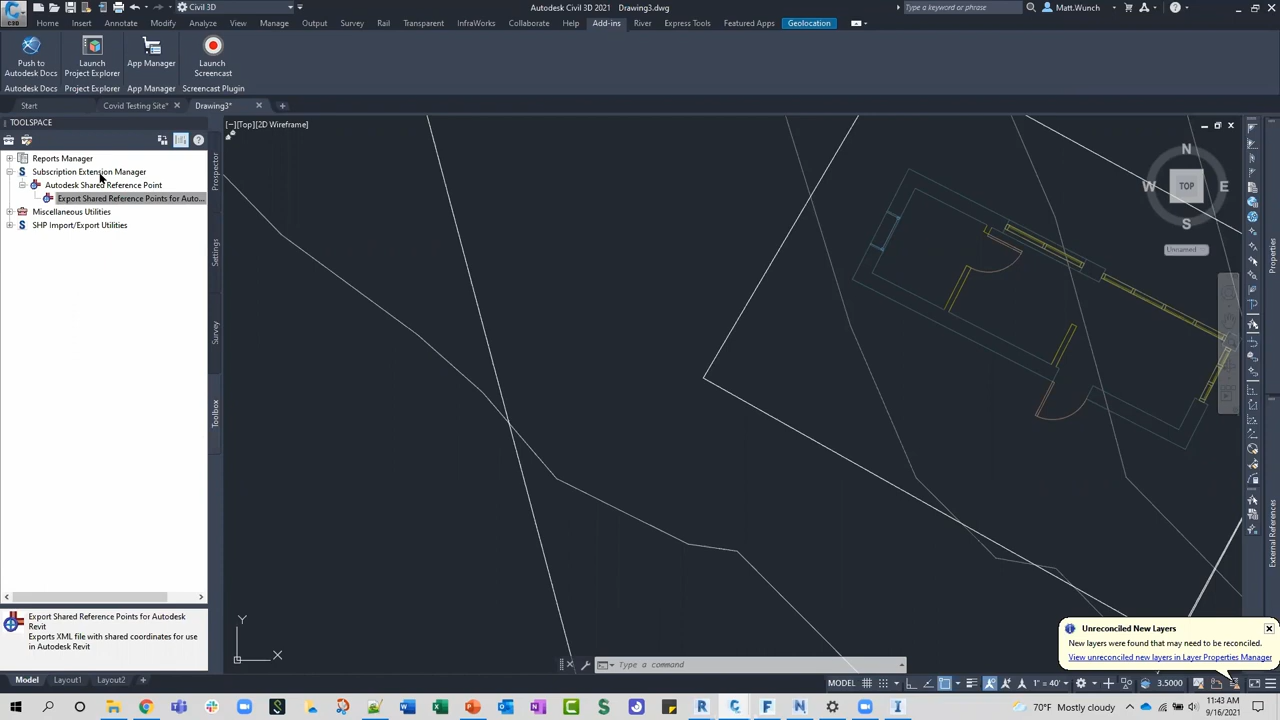 C3D
Civil 3D
Autodesk Civil 3D 2021 Drawing3.dwg
Type a keyword or phrase
Matt.Wunch
Home Insert Annotate Modify Analyze View Manage Output Survey Rail Transparent InfraWorks Collaborate Help Add-ins River Express Tools Featured Apps Geolocation
Push to
Autodesk Docs
Launch
Project Explorer
App Manager
Launch
Screencast
Autodesk Docs Project Explorer App Manager Screencast Plugin
Start Covid Testing Site* Drawing3*
TOOLSPACE
[−][Top][2D Wireframe]
Reports Manager
Subscription Extension Manager
Autodesk Shared Reference Point
Export Shared Reference Points for Auto...
Miscellaneous Utilities
SHP Import/Export Utilities
Prospector
Settings
Survey
Toolbox
N
W TOP E
S
Unnamed
Properties
External References
Export Shared Reference Points for Autodesk
Revit
Exports XML file with shared coordinates for use
in Autodesk Revit
Y
X
Unreconciled New Layers
New layers were found that may need to be reconciled.
View unreconciled new layers in Layer Properties Manager
Type a command
Model Layout1 Layout2
MODEL 1" = 40' 3.5000
70°F Mostly cloudy
11:43 AM
9/16/2021